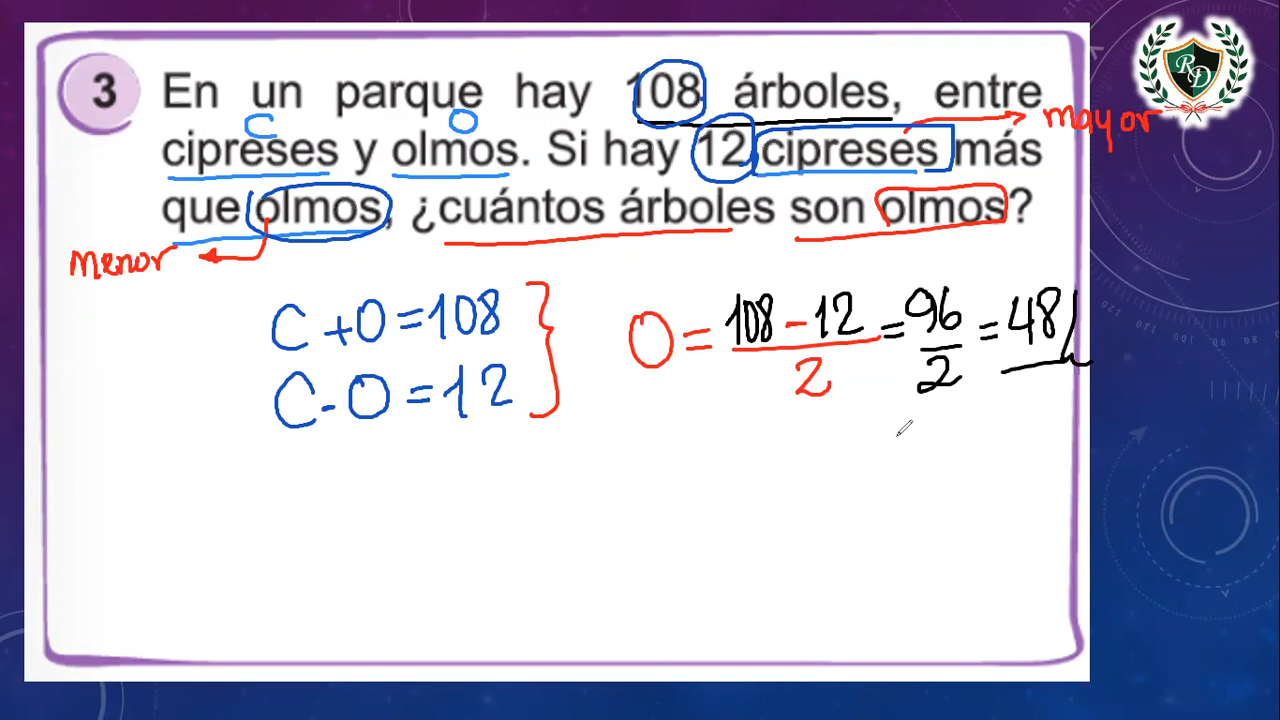 3 En un parque hay 108 árboles, entre
C O mayor
cipreses y olmos. Si hay 12 cipreses más
que olmos, ¿cuántos árboles son olmos?
Menor
C + O = 108
C - O = 12
O = 108 - 12 / 2 = 96 / 2 = 48//
RD